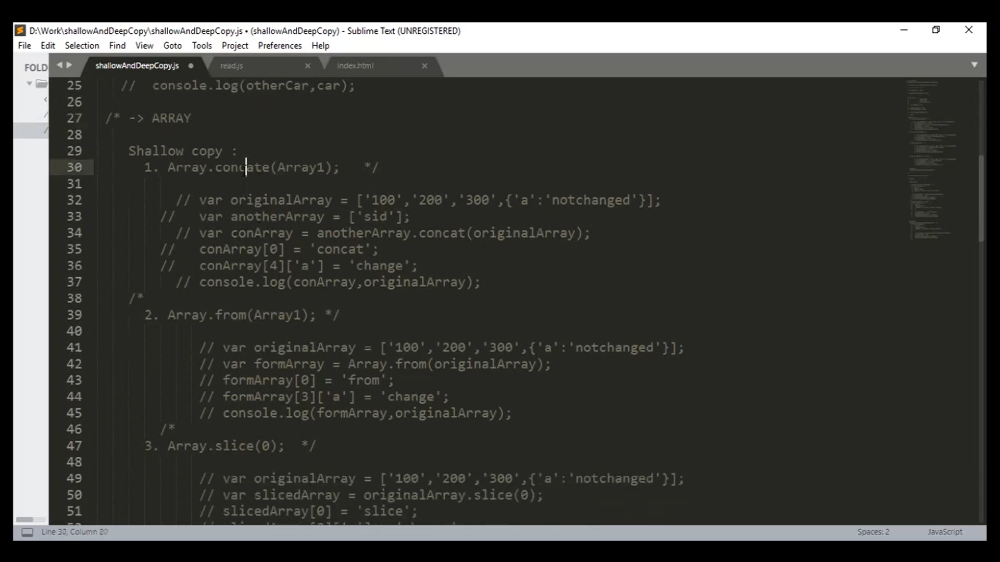 D:\Work\shallowAndDeepCopy\shallowAndDeepCopy.js • (shallowAndDeepCopy) - Sublime Text (UNREGISTERED)
File Edit Selection Find View Goto Tools Project Preferences Help
FOLD
shallowAndDeepCopy.js read.js index.html
25 // console.log(otherCar,car);
26
27 /* -> ARRAY
28
29 Shallow copy :
30 1. Array.concate(Array1); */
31
32 // var originalArray = ['100','200','300',{'a':'notchanged'}];
33 // var anotherArray = ['sid'];
34 // var conArray = anotherArray.concat(originalArray);
35 // conArray[0] = 'concat';
36 // conArray[4]['a'] = 'change';
37 // console.log(conArray,originalArray);
38 /*
39 2. Array.from(Array1); */
40
41 // var originalArray = ['100','200','300',{'a':'notchanged'}];
42 // var formArray = Array.from(originalArray);
43 // formArray[0] = 'from';
44 // formArray[3]['a'] = 'change';
45 // console.log(formArray,originalArray);
46 /*
47 3. Array.slice(0); */
48
49 // var originalArray = ['100','200','300',{'a':'notchanged'}];
50 // var slicedArray = originalArray.slice(0);
51 // slicedArray[0] = 'slice';
Line 30, Column 20 Spaces: 2 JavaScript